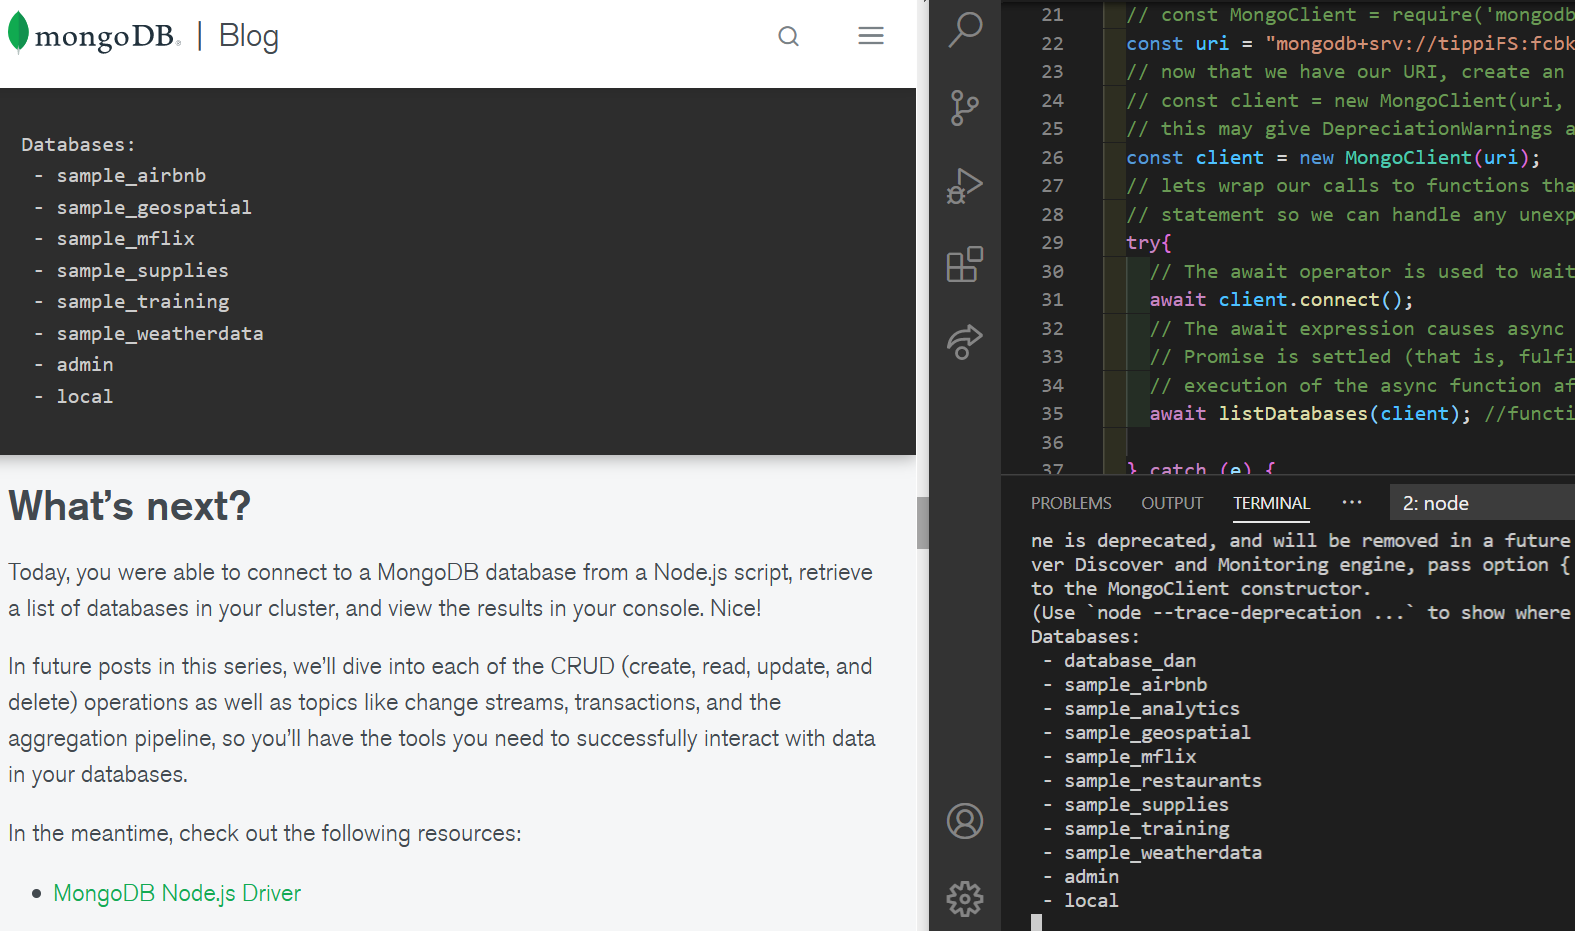 mongoDB. | Blog
Databases:
- sample_airbnb
- sample_geospatial
- sample_mflix
- sample_supplies
- sample_training
- sample_weatherdata
- admin
- local
What's next?
Today, you were able to connect to a MongoDB database from a Node.js script, retrieve
a list of databases in your cluster, and view the results in your console. Nice!
In future posts in this series, we'll dive into each of the CRUD (create, read, update, and
delete) operations as well as topics like change streams, transactions, and the
aggregation pipeline, so you'll have the tools you need to successfully interact with data
in your databases.
In the meantime, check out the following resources:
• MongoDB Node.js Driver
21 // const MongoClient = require('mongodb
22 const uri = "mongodb+srv://tippiFS:fcbk
23 // now that we have our URI, create an
24 // const client = new MongoClient(uri,
25 // this may give DepreciationWarnings a
26 const client = new MongoClient(uri);
27 // lets wrap our calls to functions tha
28 // statement so we can handle any unexp
29 try{
30 // The await operator is used to wait
31 await client.connect();
32 // The await expression causes async
33 // Promise is settled (that is, fulfi
34 // execution of the async function af
35 await listDatabases(client); //functi
36
37 } catch (e) {
PROBLEMS OUTPUT TERMINAL ··· 2: node
ne is deprecated, and will be removed in a future
ver Discover and Monitoring engine, pass option {
to the MongoClient constructor.
(Use `node --trace-deprecation ...` to show where
Databases:
- database_dan
- sample_airbnb
- sample_analytics
- sample_geospatial
- sample_mflix
- sample_restaurants
- sample_supplies
- sample_training
- sample_weatherdata
- admin
- local